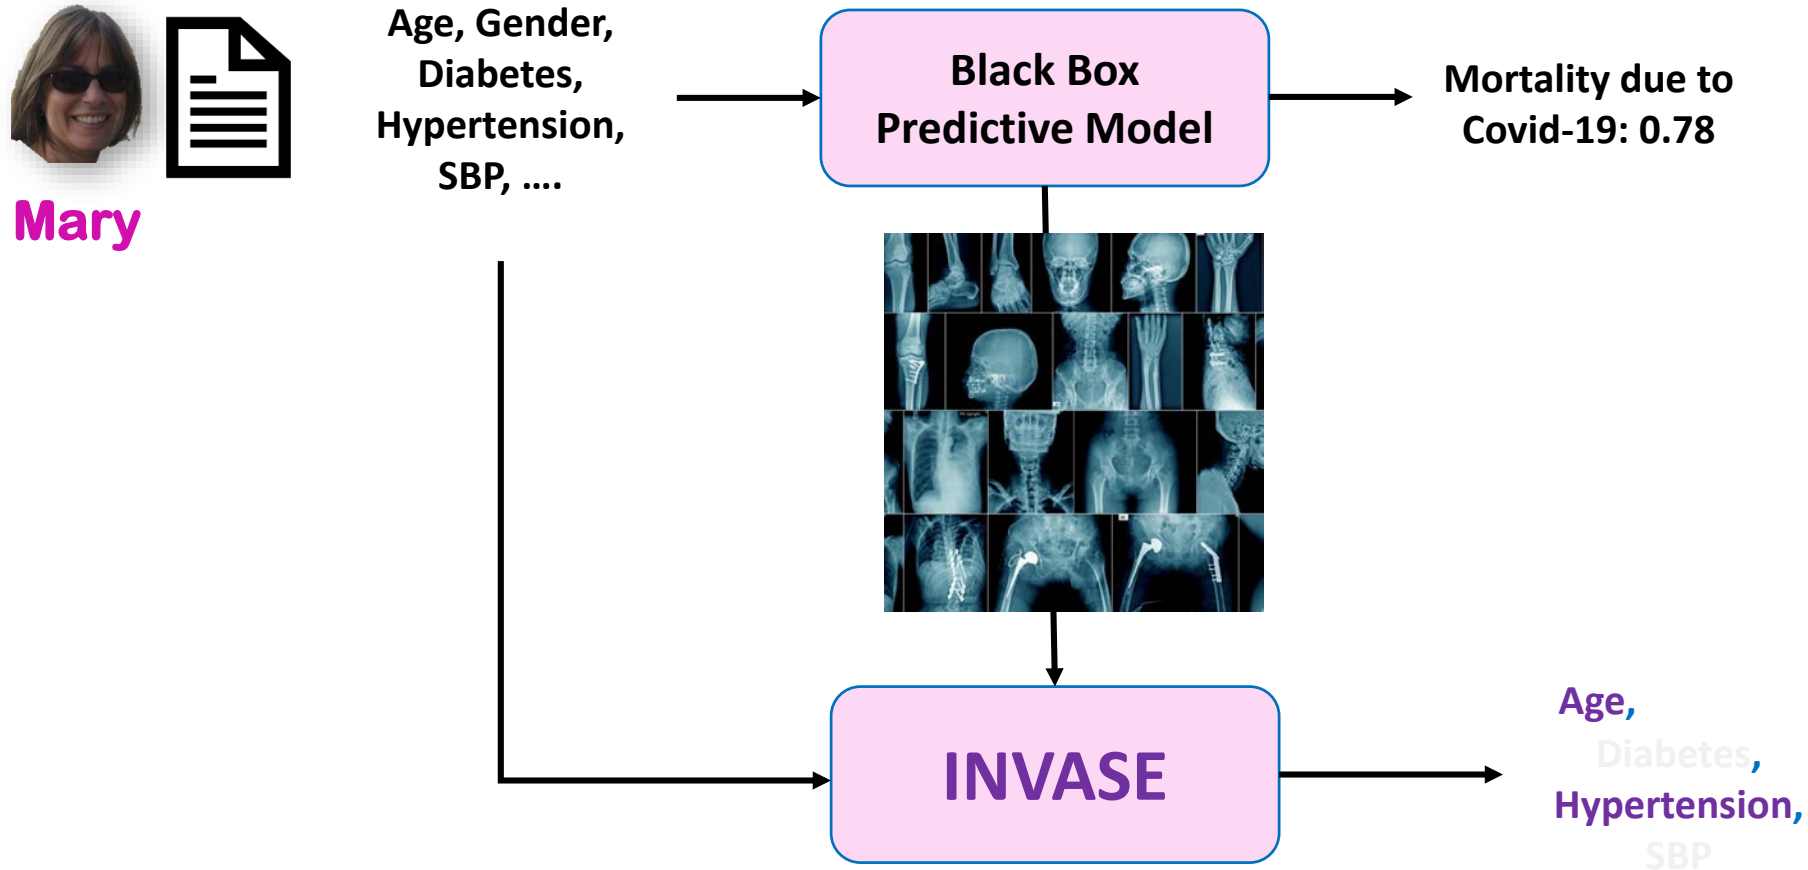 Mary
Age, Gender,
Diabetes,
Hypertension,
SBP, ....
Black Box
Predictive Model
Mortality due to
Covid-19: 0.78
INVASE
Age,
Diabetes,
Hypertension,
SBP